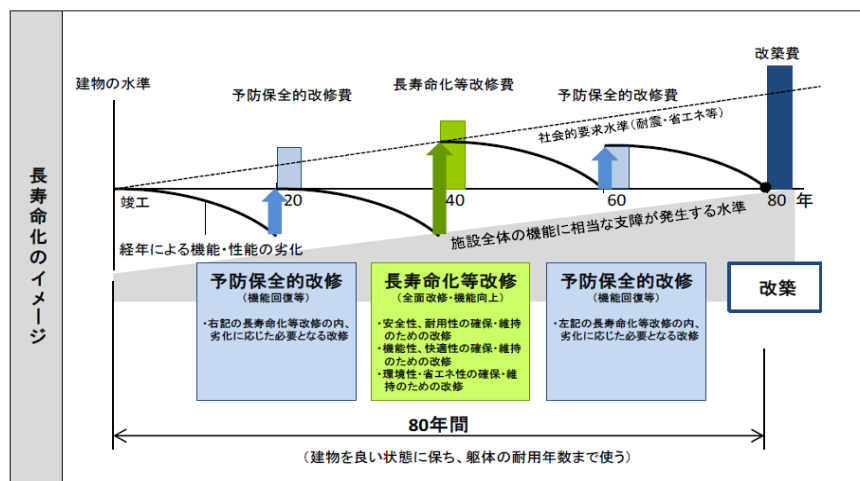 長寿命化のイメージ
建物の水準
改築費
予防保全的改修費
長寿命化等改修費
予防保全的改修費
社会的要求水準(耐震・省エネ等)
竣工
20
40
60
80 年
経年による機能・性能の劣化
施設全体の機能に相当な支障が発生する水準
予防保全的改修
(機能回復等)
・右記の長寿命化等改修の内、
劣化に応じた必要となる改修
長寿命化等改修
(全面改修・機能向上)
・安全性、耐用性の確保・維持
のための改修
・機能性、快適性の確保・維持
のための改修
・環境性・省エネ性の確保・維
持のための改修
予防保全的改修
(機能回復等)
・左記の長寿命化等改修の内、
劣化に応じた必要となる改修
改築
80年間
(建物を良い状態に保ち、躯体の耐用年数まで使う)